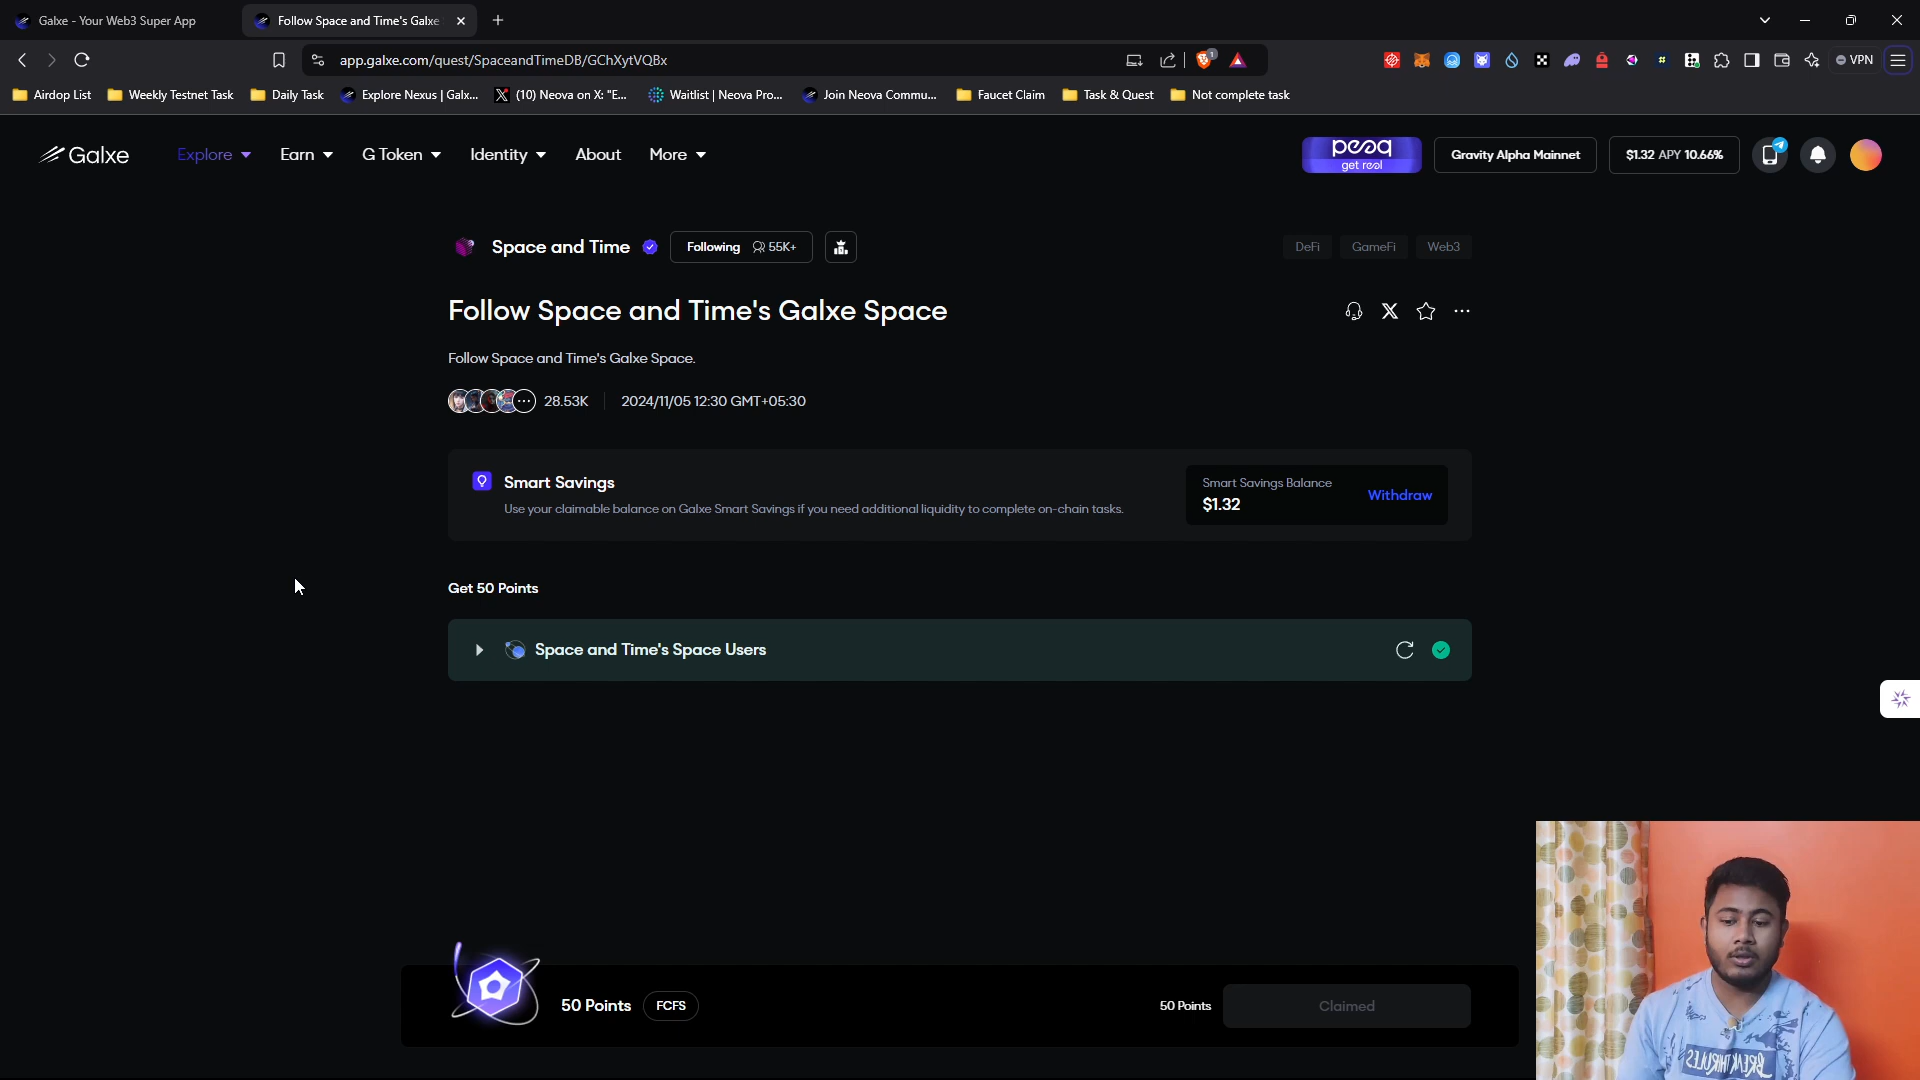 Galxe - Your Web3 Super App
Follow Space and Time's Galxe
app.galxe.com/quest/SpaceandTimeDB/GChXytVQBx
1
VPN
Airdop List
Weekly Testnet Task
Daily Task
Explore Nexus | Galx...
(10) Neova on X: "E...
Waitlist | Neova Pro...
Join Neova Commu...
Faucet Claim
Task & Quest
Not complete task
Galxe
Explore
Earn
G Token
Identity
About
More
peaq
get real
Gravity Alpha Mainnet
$1.32 APY 10.66%
Space and Time
Following 55K+
DeFi
GameFi
Web3
Follow Space and Time's Galxe Space
Follow Space and Time's Galxe Space.
28.53K
2024/11/05 12:30 GMT+05:30
Smart Savings
Use your claimable balance on Galxe Smart Savings if you need additional liquidity to complete on-chain tasks.
Smart Savings Balance
$1.32
Withdraw
Get 50 Points
Space and Time's Space Users
50 Points
FCFS
50 Points
Claimed